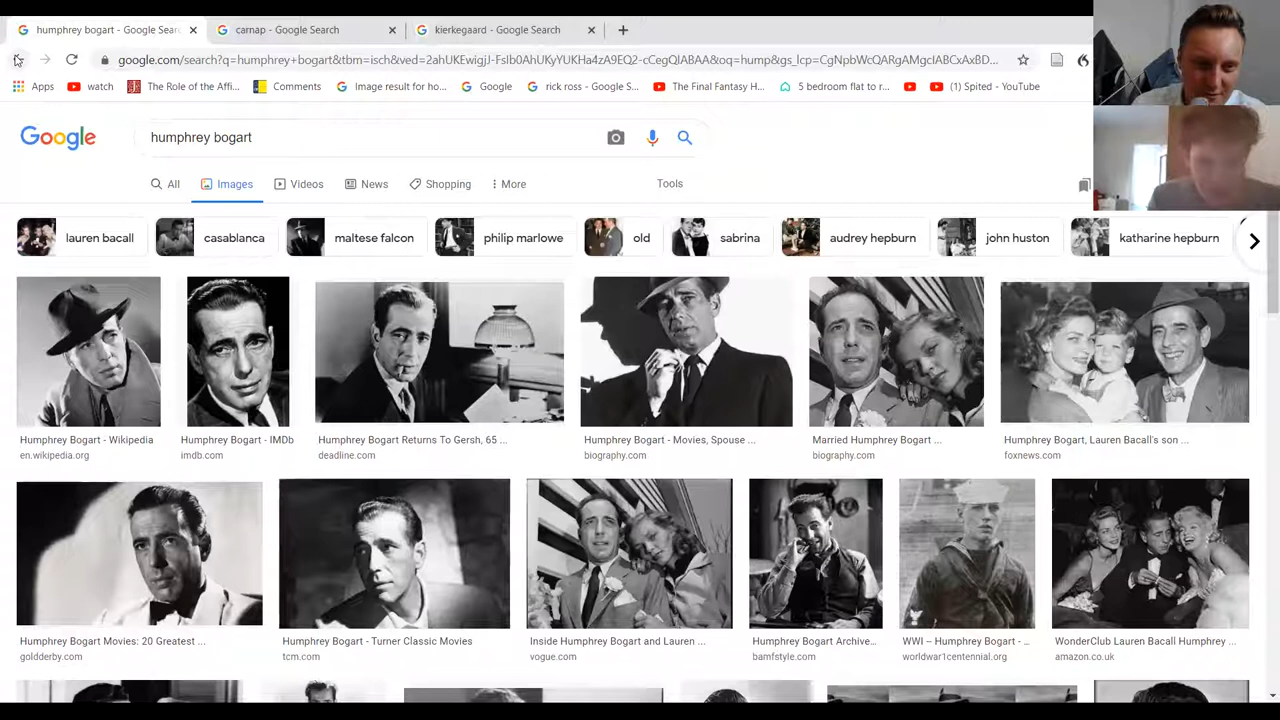 humphrey bogart - Google Searc
carnap - Google Search
kierkegaard - Google Search
Apps
watch
The Role of the Affi...
Comments
Image result for ho...
Google
rick ross - Google S...
The Final Fantasy H...
5 bedroom flat to r...
(1) Spited - YouTube
Google
humphrey bogart
All
Images
Videos
News
Shopping
More
Tools
lauren bacall
casablanca
maltese falcon
philip marlowe
old
sabrina
audrey hepburn
john huston
katharine hepburn
Humphrey Bogart - Wikipedia
en.wikipedia.org
Humphrey Bogart - IMDb
imdb.com
Humphrey Bogart Returns To Gersh, 65 ...
deadline.com
Humphrey Bogart - Movies, Spouse ...
biography.com
Married Humphrey Bogart ...
biography.com
Humphrey Bogart, Lauren Bacall's son ...
foxnews.com
Humphrey Bogart Movies: 20 Greatest ...
goldderby.com
Humphrey Bogart - Turner Classic Movies
tcm.com
Inside Humphrey Bogart and Lauren ...
vogue.com
Humphrey Bogart Archive...
bamfstyle.com
WWI – Humphrey Bogart - ...
worldwar1centennial.org
WonderClub Lauren Bacall Humphrey ...
amazon.co.uk